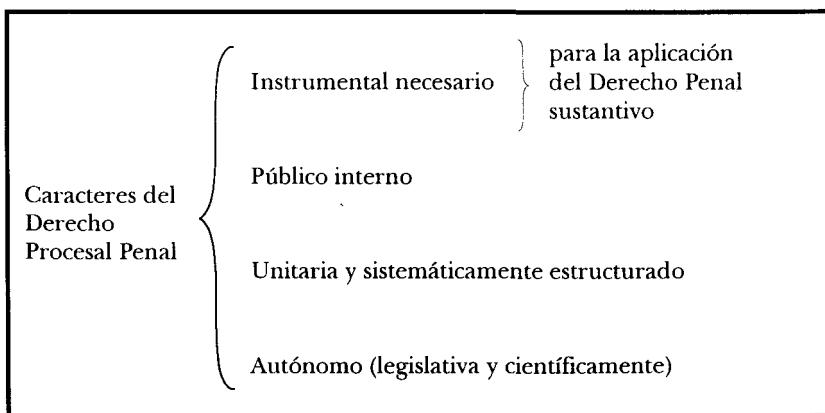 Caracteres del
Derecho
Procesal Penal
Instrumental necesario
para la aplicación
del Derecho Penal
sustantivo
Público interno
Unitaria y sistemáticamente estructurado
Autónomo (legislativa y científicamente)